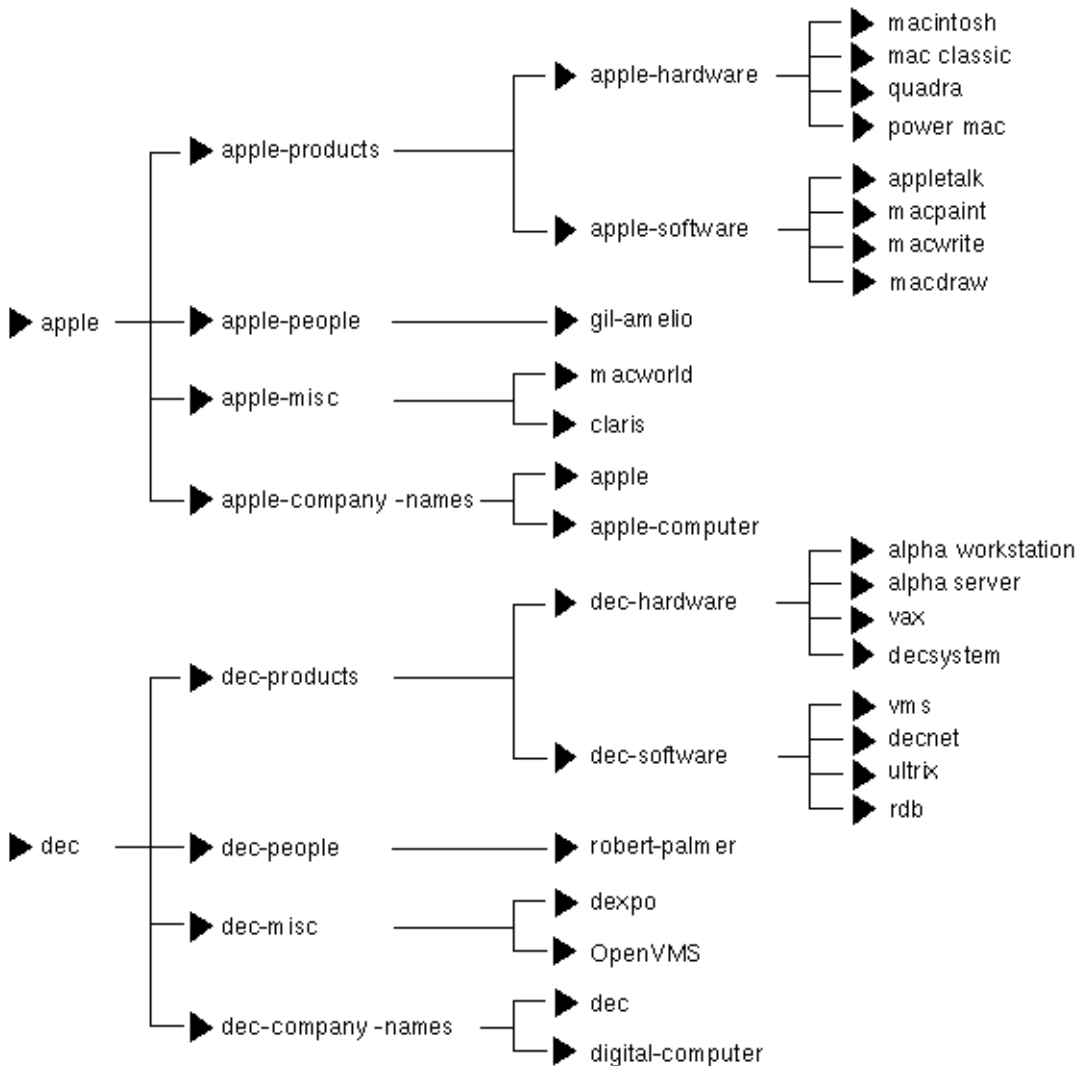 macintosh
mac classic
apple-hardware
quadra
power mac
apple-products
appletalk
macpaint
apple-software
macwrite
macdraw
apple
apple-people
gil-amelio
macworld
apple-misc
claris
apple
apple-company -names
apple-computer
alpha workstation
alpha server
dec-hardware
vax
decsystem
dec-products
vms
decnet
dec-software
ultrix
rdb
dec
dec-people
robert-palmer
dexpo
dec-misc
OpenVMS
dec
dec-company -names
digital-computer